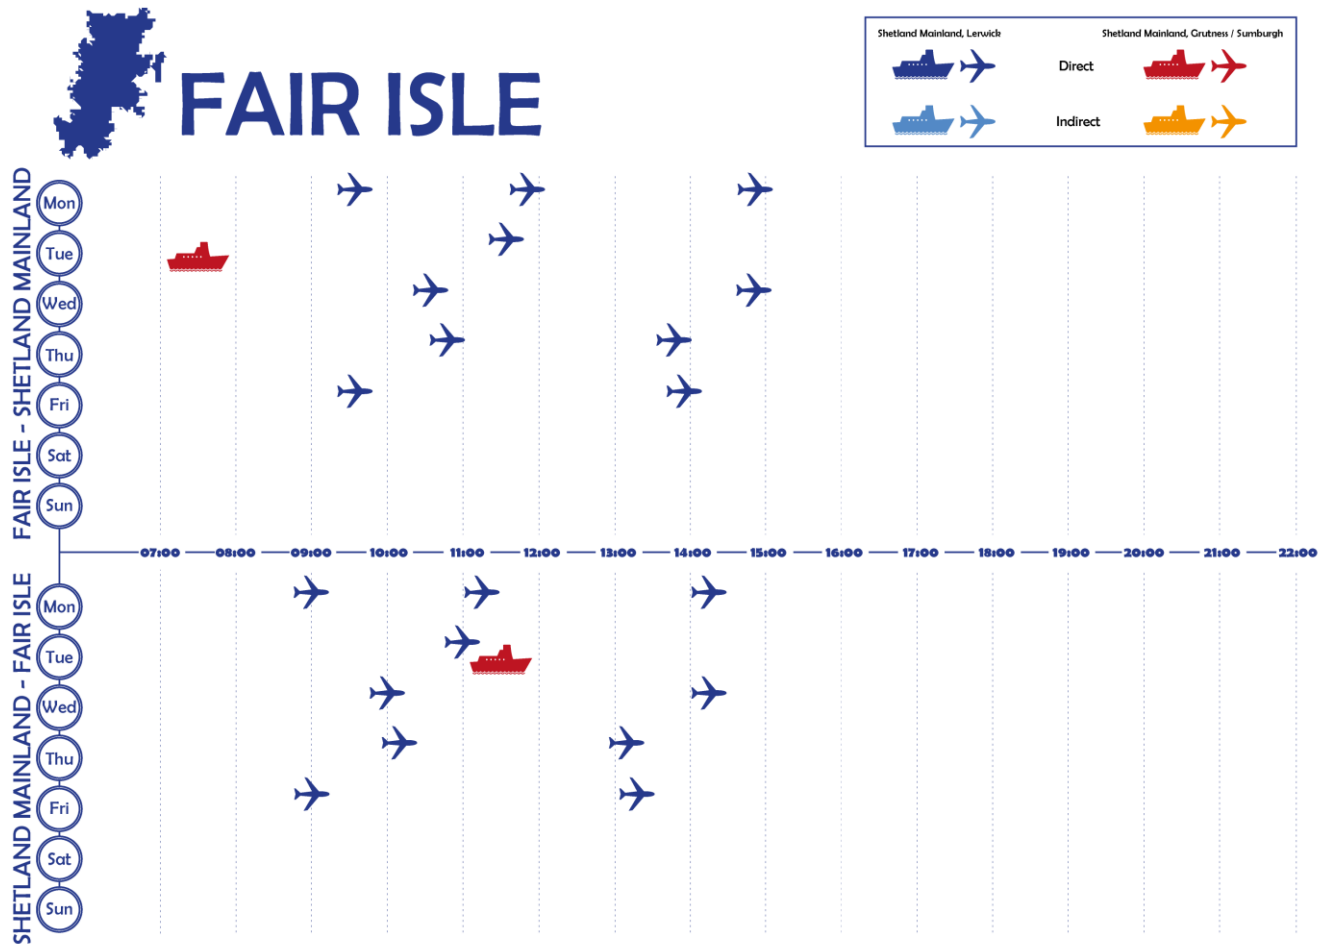 FAIR ISLE
Shetland Mainland, Lerwick
Shetland Mainland, Grutness / Sumburgh
Direct
Indirect
FAIR ISLE - SHETLAND MAINLAND
Mon
Tue
Wed
Thu
Fri
Sat
Sun
07:00 08:00 09:00 10:00 11:00 12:00 13:00 14:00 15:00 16:00 17:00 18:00 19:00 20:00 21:00 22:00
SHETLAND MAINLAND - FAIR ISLE
Mon
Tue
Wed
Thu
Fri
Sat
Sun